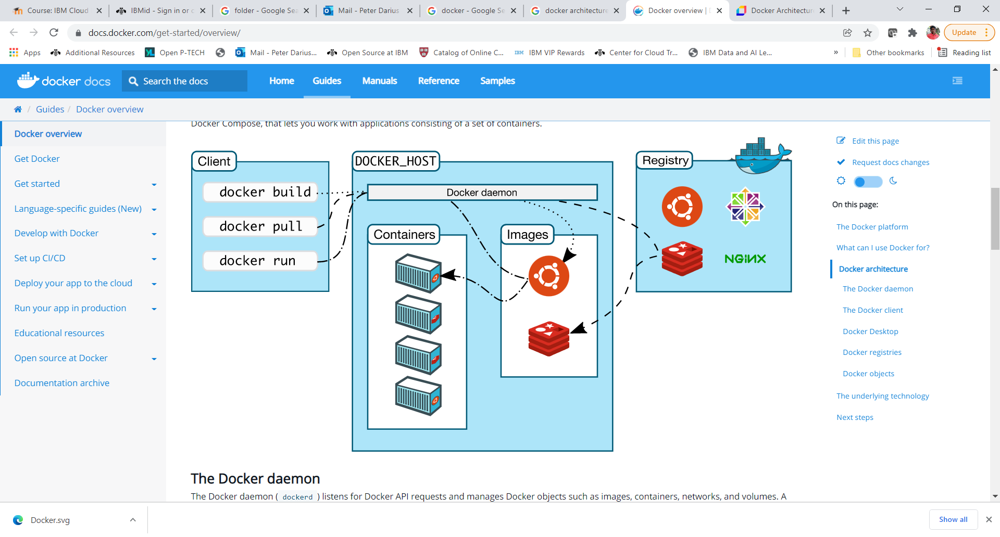 Course: IBM Cloud
IBMid - Sign in or c
folder - Google Sea
Mail - Peter Darius
docker - Google Se
docker architecture
Docker overview | D
Docker Architectur
docs.docker.com/get-started/overview/
Update
Apps
Additional Resources
YL Open P-TECH
Mail - Peter Darius...
Open Source at IBM
Catalog of Online C...
IBM IBM VIP Rewards
Center for Cloud Tr...
IBM Data and AI Le...
»
Other bookmarks
Reading list
docker docs
Search the docs
Home
Guides
Manuals
Reference
Samples
/ Guides / Docker overview
Docker overview
Get Docker
Get started
Language-specific guides (New)
Develop with Docker
Set up CI/CD
Deploy your app to the cloud
Run your app in production
Educational resources
Open source at Docker
Documentation archive
Docker Compose, that lets you work with applications consisting of a set of containers.
Client
docker build
docker pull
docker run
DOCKER_HOST
Docker daemon
Containers
Images
Registry
NGINX
The Docker daemon
The Docker daemon ( dockerd ) listens for Docker API requests and manages Docker objects such as images, containers, networks, and volumes. A
Edit this page
Request docs changes
On this page:
The Docker platform
What can I use Docker for?
Docker architecture
The Docker daemon
The Docker client
Docker Desktop
Docker registries
Docker objects
The underlying technology
Next steps
Docker.svg
Show all